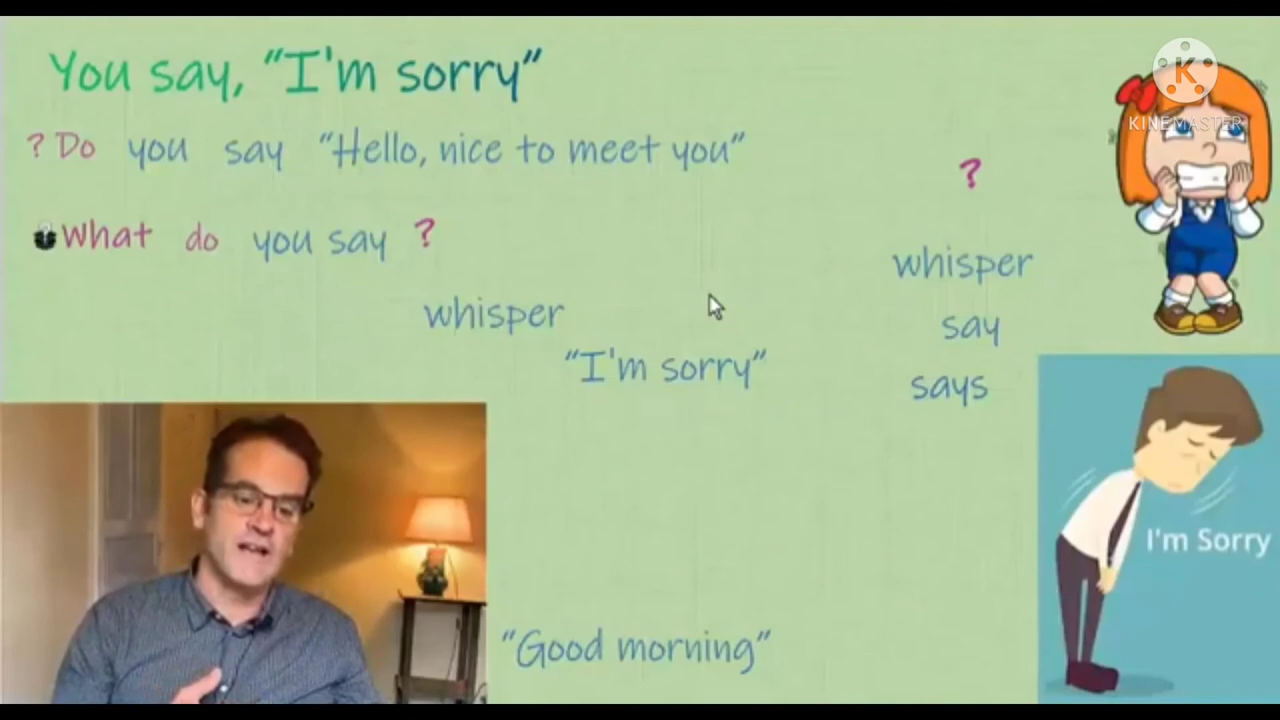 You say, "I'm sorry"
? Do you say "Hello, nice to meet you" ?
What do you say ?
whisper
whisper
say
"I'm sorry"
says
"Good morning"
KINEMASTER
I'm Sorry